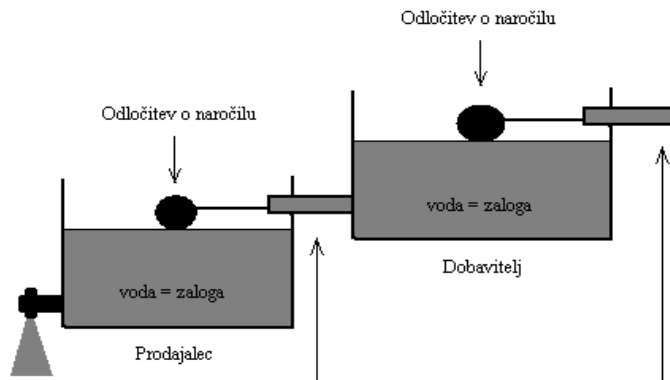 Odločitev o naročilu
Odločitev o naročilu
voda = zaloga
Dobavitelj
voda = zaloga
Prodajalec